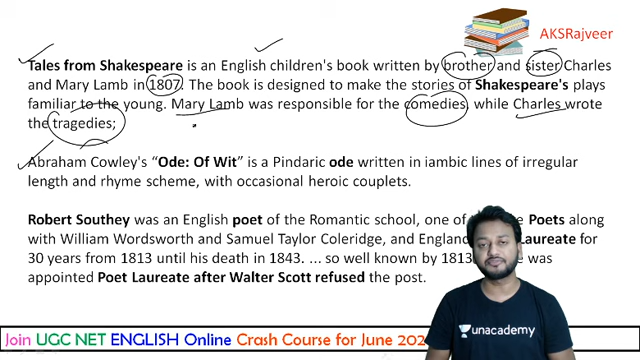 AKSRajveer
Tales from Shakespeare is an English children's book written by brother and sister Charles
and Mary Lamb in 1807. The book is designed to make the stories of Shakespeare's plays
familiar to the young. Mary Lamb was responsible for the comedies, while Charles wrote
the tragedies;
Abraham Cowley's "Ode: Of Wit" is a Pindaric ode written in iambic lines of irregular
length and rhyme scheme, with occasional heroic couplets.
Robert Southey was an English poet of the Romantic school, one of Poets along
with William Wordsworth and Samuel Taylor Coleridge, and England Laureate for
30 years from 1813 until his death in 1843. ... so well known by 1813 was
appointed Poet Laureate after Walter Scott refused the post.
unacademy
Join UGC NET ENGLISH Online Crash Course for June 202